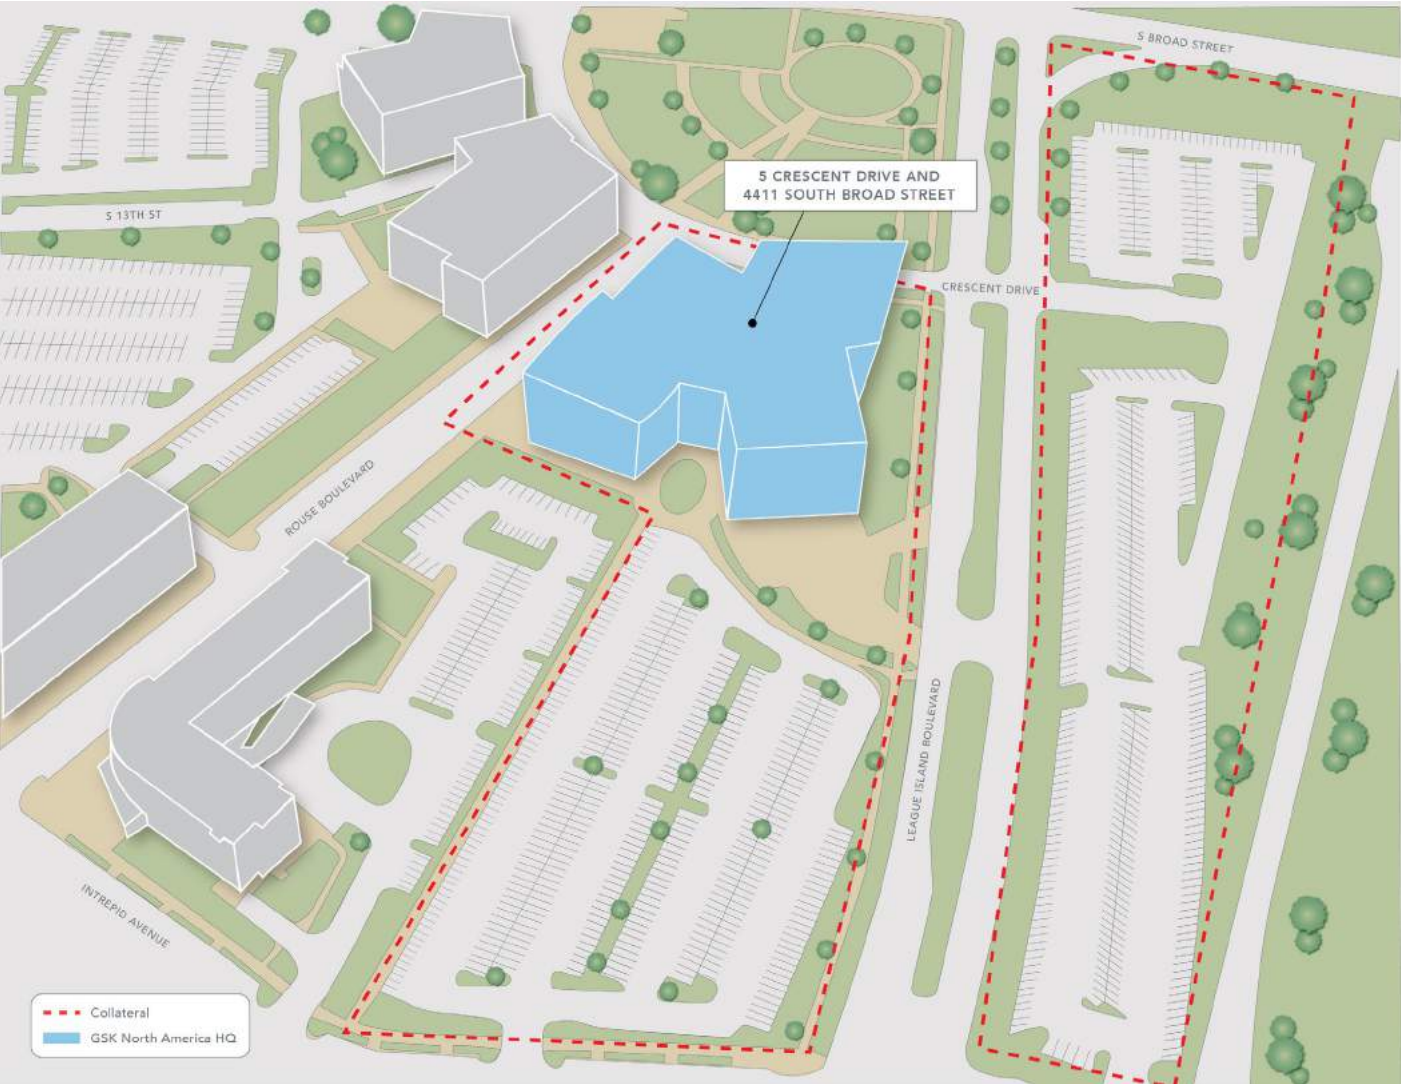 S BROAD STREET
5 CRESCENT DRIVE AND
4411 SOUTH BROAD STREET
S 13TH ST
CRESCENT DRIVE
ROUSE BOULEVARD
LEAGUE ISLAND BOULEVARD
INTREPID AVENUE
Collateral
GSK North America HQ